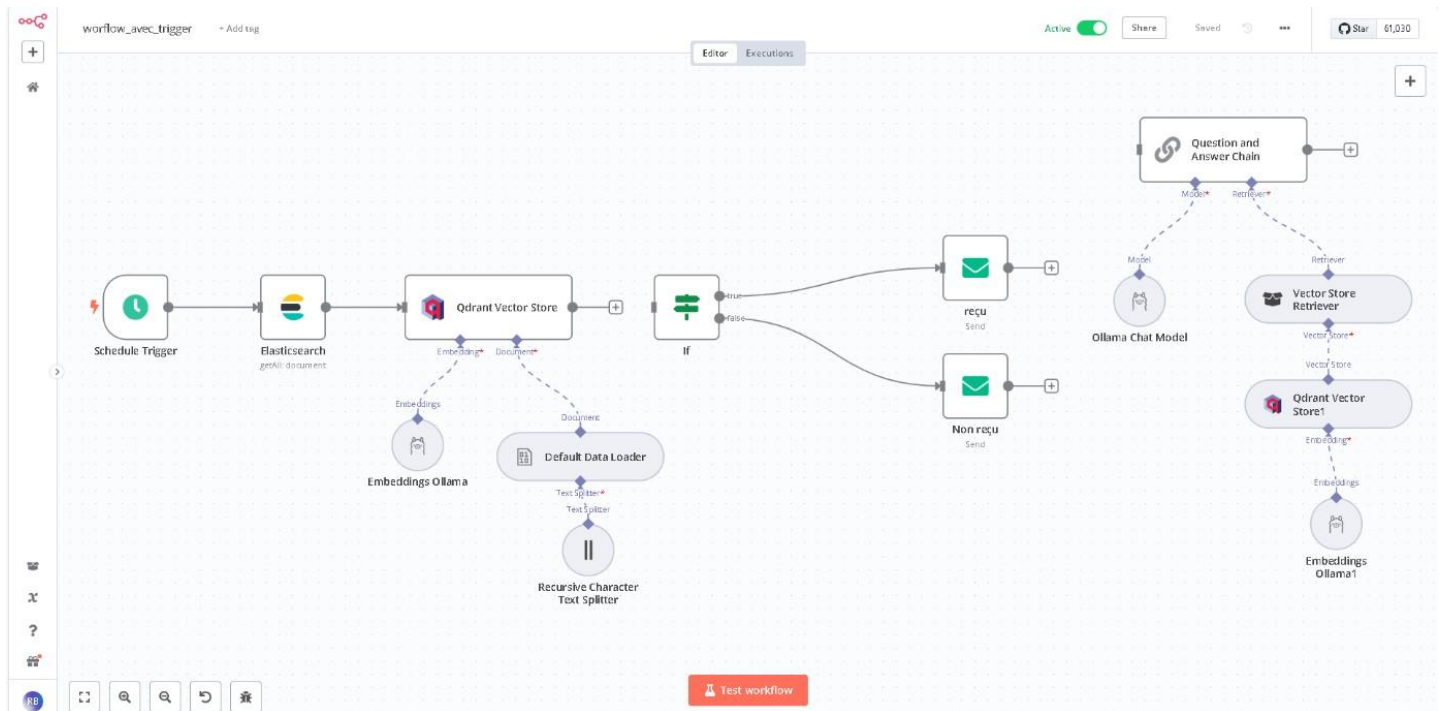 worflow_avec_trigger
+ Add tag
Active
Share
Saved
Star
61,030
Editor
Executions
Question and
Answer Chain
Model*
Retriever*
Model
Ollama Chat Model
Retriever
Vector Store
Retriever
Vector Store*
Vector Store
Qdrant Vector
Store1
Embedding*
Embeddings
Embeddings
Ollama1
Schedule Trigger
Elasticsearch
getAll: document
Qdrant Vector Store
Embedding*
Document*
Embeddings
Embeddings Ollama
Document
Default Data Loader
Text Splitter*
Text Splitter
Recursive Character
Text Splitter
If
true
false
reçu
Send
Non reçu
Send
RB
Test workflow